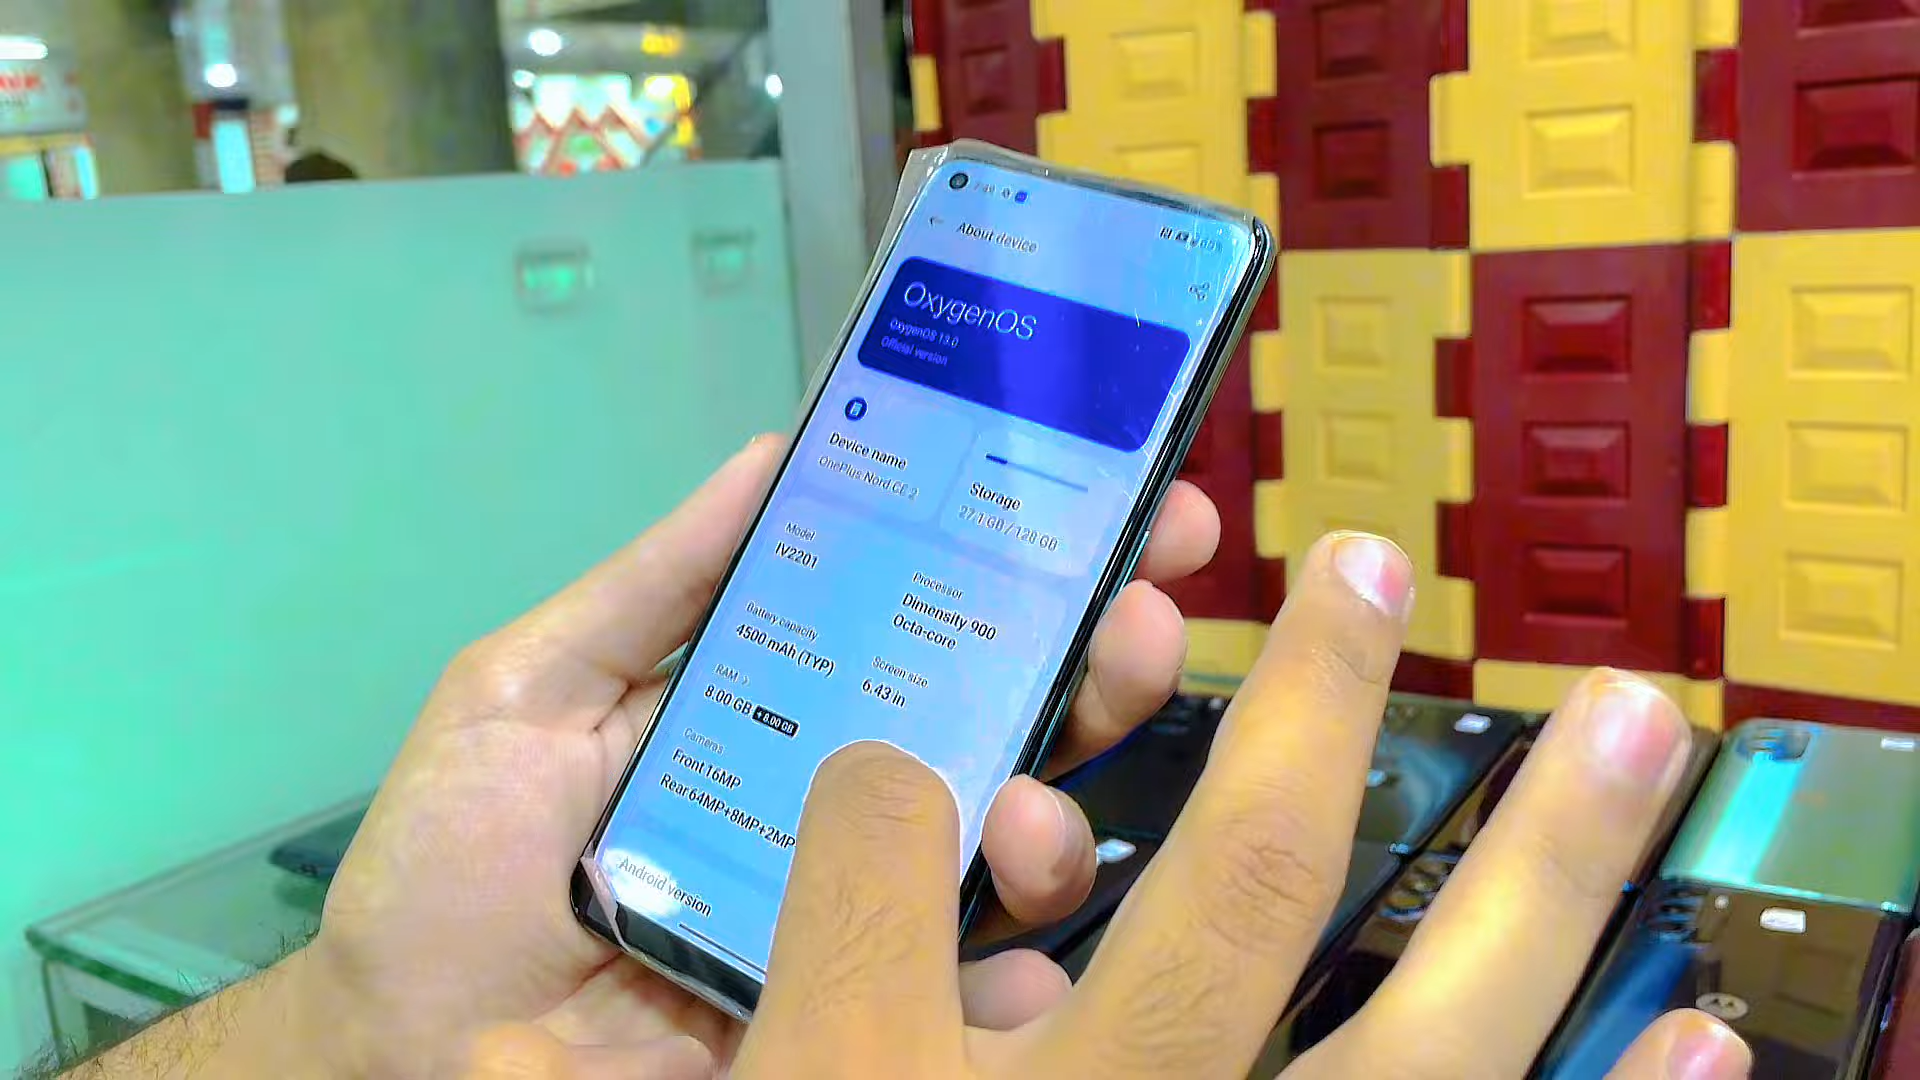 About device
OxygenOS
OxygenOS 13.0
Official version
Device name
OnePlus Nord CE 2
Storage
27.1 GB / 128 GB
Model
IV2201
Processor
Dimensity 900
Octa-core
Battery capacity
4500 mAh (TYP)
Screen size
6.43 in
RAM >
8.00 GB + 8.00 GB
Cameras
Front 16MP
Rear 64MP+8MP+2MP
Android version